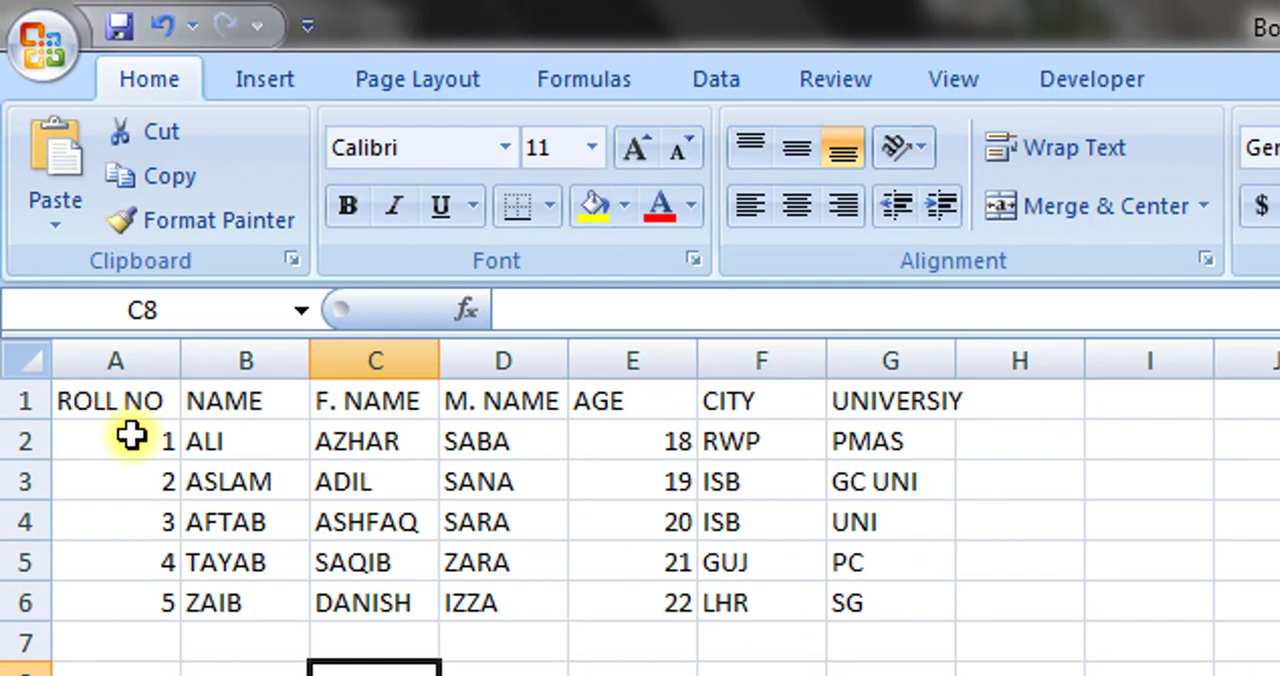 Bo
Home Insert Page Layout Formulas Data Review View Developer
Cut
Calibri 11 A A Wrap Text Gen
Copy
Paste
Format Painter B I U A Merge & Center $
Clipboard Font Alignment
C8 fx
A B C D E F G H I J
1 ROLL NO NAME F. NAME M. NAME AGE CITY UNIVERSIY
2 1 ALI AZHAR SABA 18 RWP PMAS
3 2 ASLAM ADIL SANA 19 ISB GC UNI
4 3 AFTAB ASHFAQ SARA 20 ISB UNI
5 4 TAYAB SAQIB ZARA 21 GUJ PC
6 5 ZAIB DANISH IZZA 22 LHR SG
7